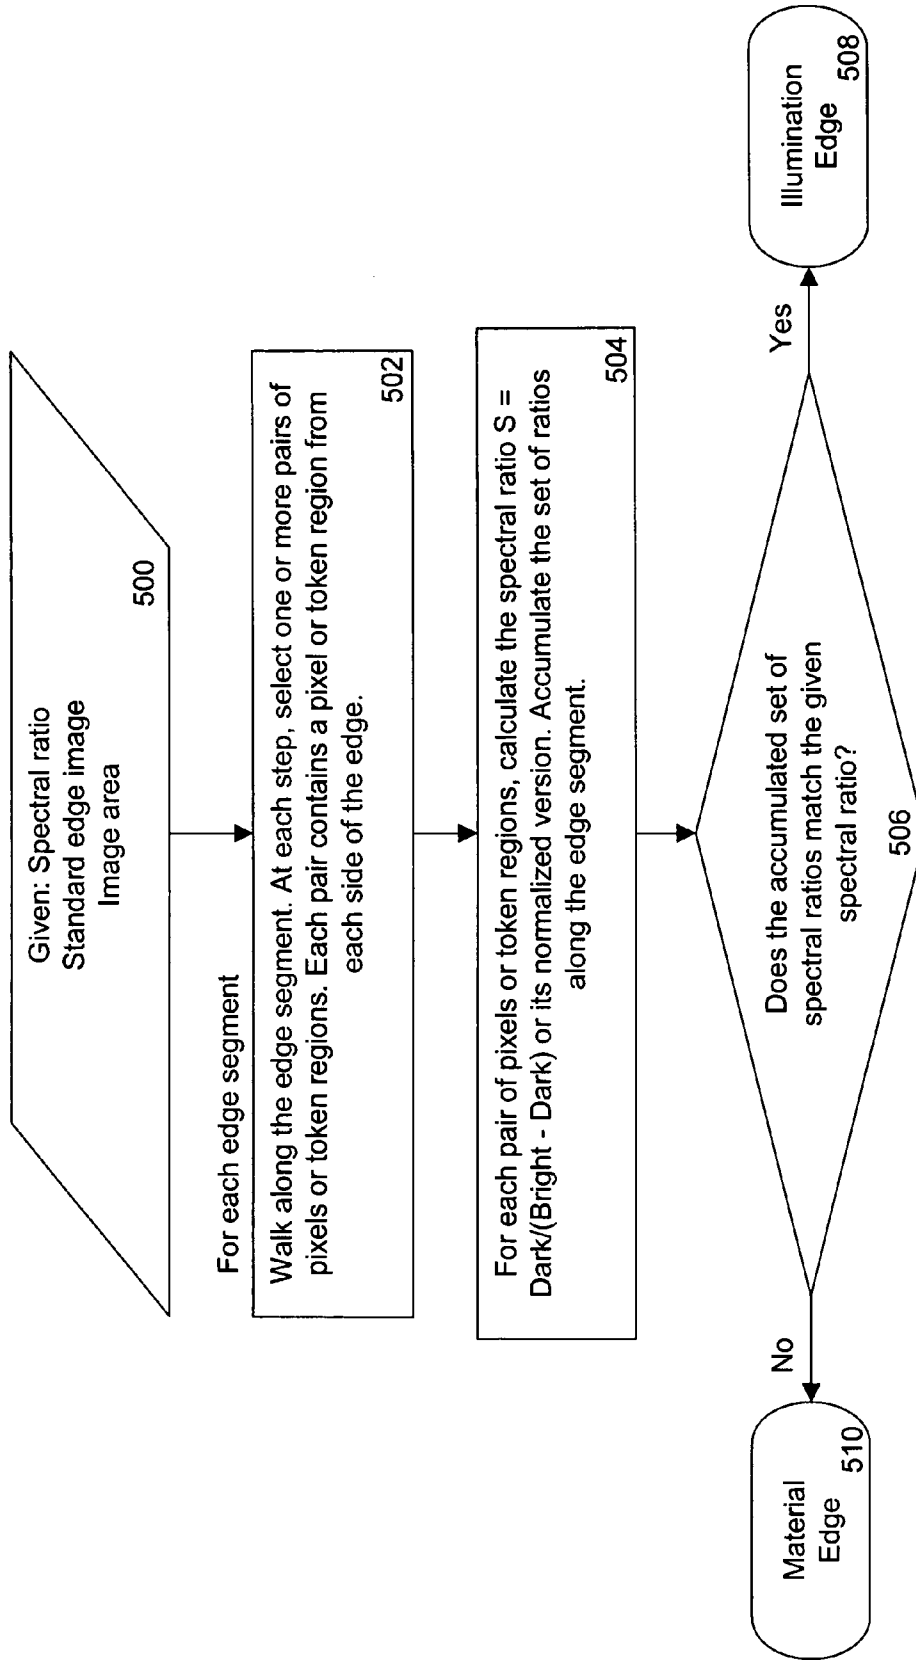 Given: Spectral ratio
Standard edge image
Image area
500
For each edge segment
Walk along the edge segment. At each step, select one or more pairs of
pixels or token regions. Each pair contains a pixel or token region from
each side of the edge.
502
For each pair of pixels or token regions, calculate the spectral ratio S =
Dark/(Bright - Dark) or its normalized version. Accumulate the set of ratios
along the edge segment.
504
Does the accumulated set of
spectral ratios match the given
spectral ratio?
506
No
Yes
Material
Edge
510
Illumination
Edge
508